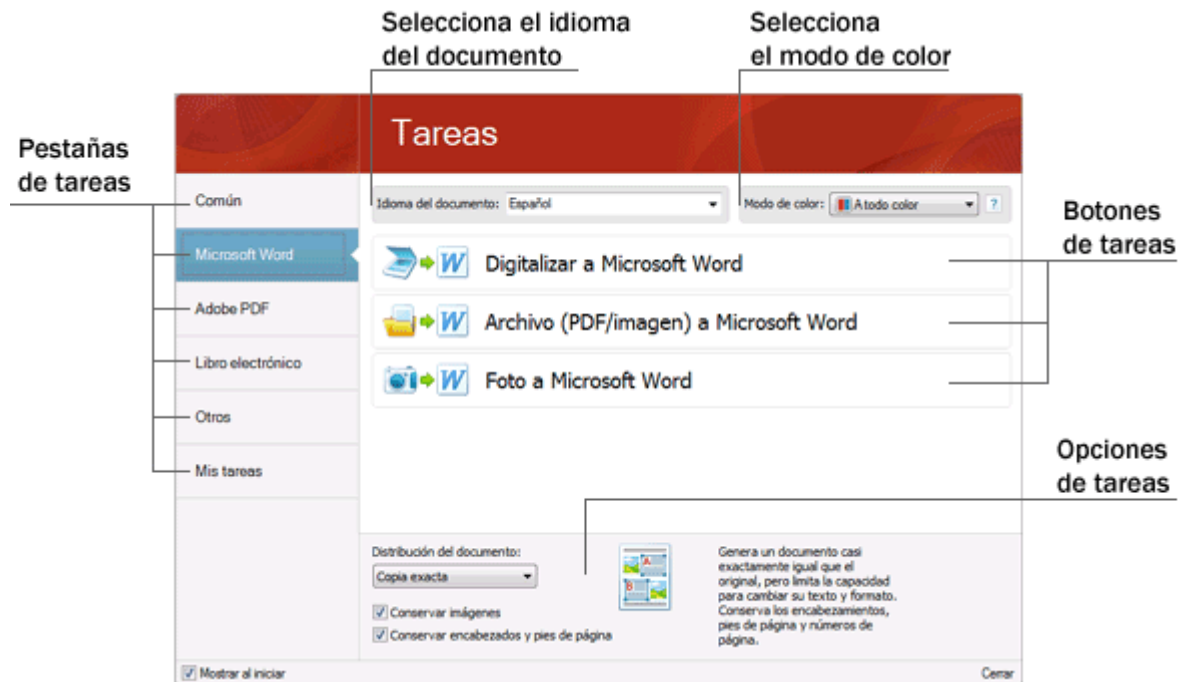 Selecciona el idioma
del documento
Selecciona
el modo de color
Pestañas
de tareas
Tareas
Común
Idioma del documento: Español
Modo de color: A todo color ?
Botones
de tareas
Microsoft Word
Digitalizar a Microsoft Word
Adobe PDF
Archivo (PDF/imagen) a Microsoft Word
Libro electrónico
Foto a Microsoft Word
Otros
Mis tareas
Opciones
de tareas
Distribución del documento:
Copia exacta
Conservar imágenes
Conservar encabezados y pies de página
A
B
Genera un documento casi
exactamente igual que el
original, pero limita la capacidad
para cambiar su texto y formato.
Conserva los encabezamientos,
pies de página y números de
página.
Mostrar al iniciar
Cerrar